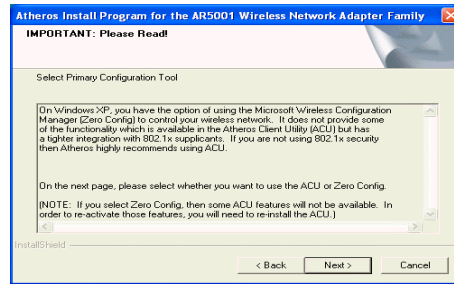 Atheros Install Program for the AR5001 Wireless Network Adapter Family
IMPORTANT: Please Read!
Select Primary Configuration Tool
On Windows XP, you have the option of using the Microsoft Wireless Configuration
Manager (Zero Config) to control your wireless network. It does not provide some
of the functionality which is available in the Atheros Client Utility (ACU) but has
a tighter integration with 802.1x supplicants. If you are not using 802.1x security
then Atheros highly recommends using ACU.
On the next page, please select whether you want to use the ACU or Zero Config.
(NOTE: If you select Zero Config, then some ACU features will not be available. In
order to re-activate those features, you will need to re-install the ACU.)
InstallShield
< Back
Next >
Cancel